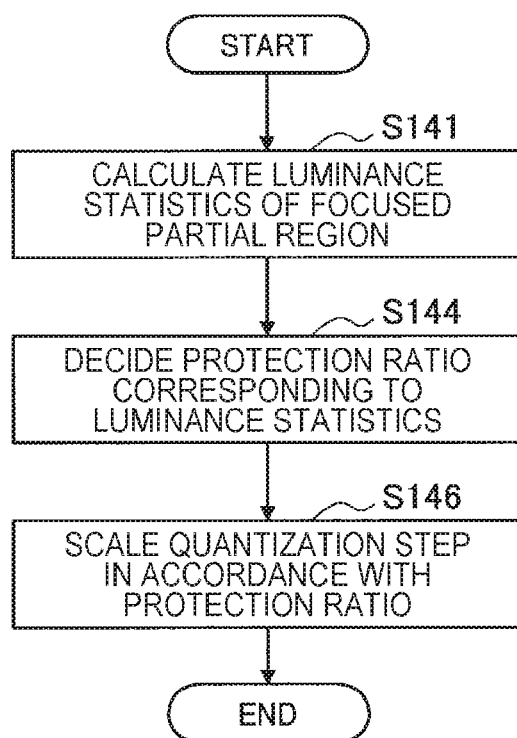 START
S141
CALCULATE LUMINANCE
STATISTICS OF FOCUSED
PARTIAL REGION
S144
DECIDE PROTECTION RATIO
CORRESPONDING TO
LUMINANCE STATISTICS
S146
SCALE QUANTIZATION STEP
IN ACCORDANCE WITH
PROTECTION RATIO
END